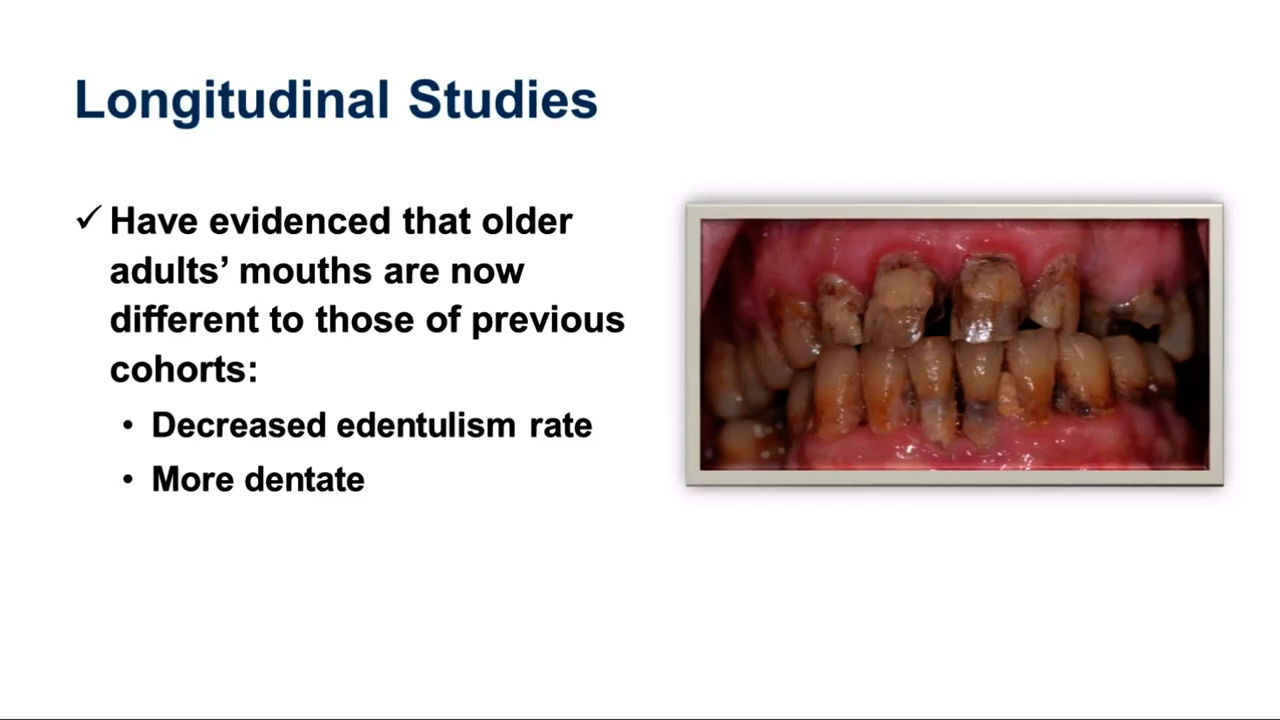 Longitudinal Studies
✓ Have evidenced that older
adults’ mouths are now
different to those of previous
cohorts:
• Decreased edentulism rate
• More dentate